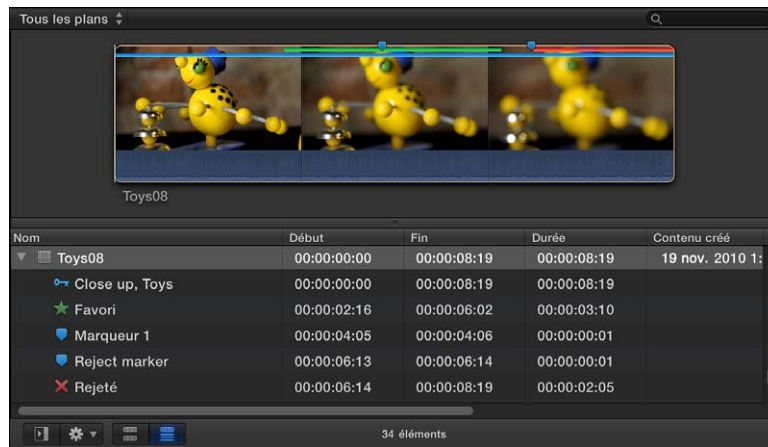 Tous les plans
Toys08
Nom Début Fin Durée Contenu créé
Toys08 00:00:00:00 00:00:08:19 00:00:08:19 19 nov. 2010 1:
Close up, Toys 00:00:00:00 00:00:08:19 00:00:08:19
Favori 00:00:02:16 00:00:06:02 00:00:03:10
Marqueur 1 00:00:04:05 00:00:04:06 00:00:00:01
Reject marker 00:00:06:13 00:00:06:14 00:00:00:01
Rejeté 00:00:06:14 00:00:08:19 00:00:02:05
34 éléments